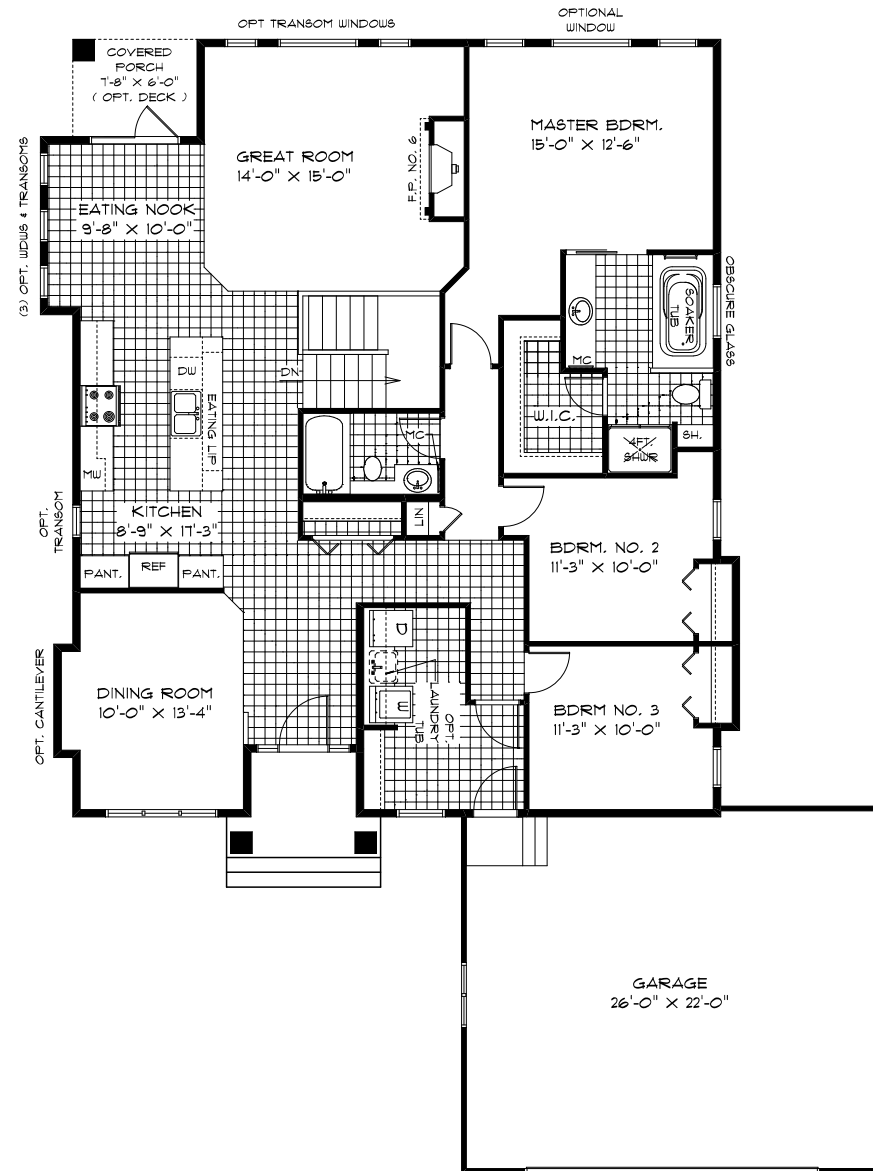 OPT TRANSOM WINDOWS
OPTIONAL
WINDOW
COVERED
PORCH
7'-8" X 6'-0"
( OPT. DECK )
(3) OPT. WDWS & TRANSOMS
GREAT ROOM
14'-0" X 15'-0"
F.P. NO. 6
MASTER BDRM.
15'-0" X 12'-6"
EATING NOOK
9'-8" X 10'-0"
OBSCURE GLASS
SOAKER
TUB
MC
DN
DW
EATING LIP
W.I.C.
MC
4FT.
SHWR
SH.
MW
OPT.
TRANSOM
KITCHEN
8'-9" X 17'-3"
LIN
PANT.
REF
PANT.
BDRM. NO. 2
11'-3" X 10'-0"
OPT. CANTILEVER
DINING ROOM
10'-0" X 13'-4"
D
W
OPT.
LAUNDRY
TUB
BDRM NO. 3
11'-3" X 10'-0"
GARAGE
26'-0" X 22'-0"